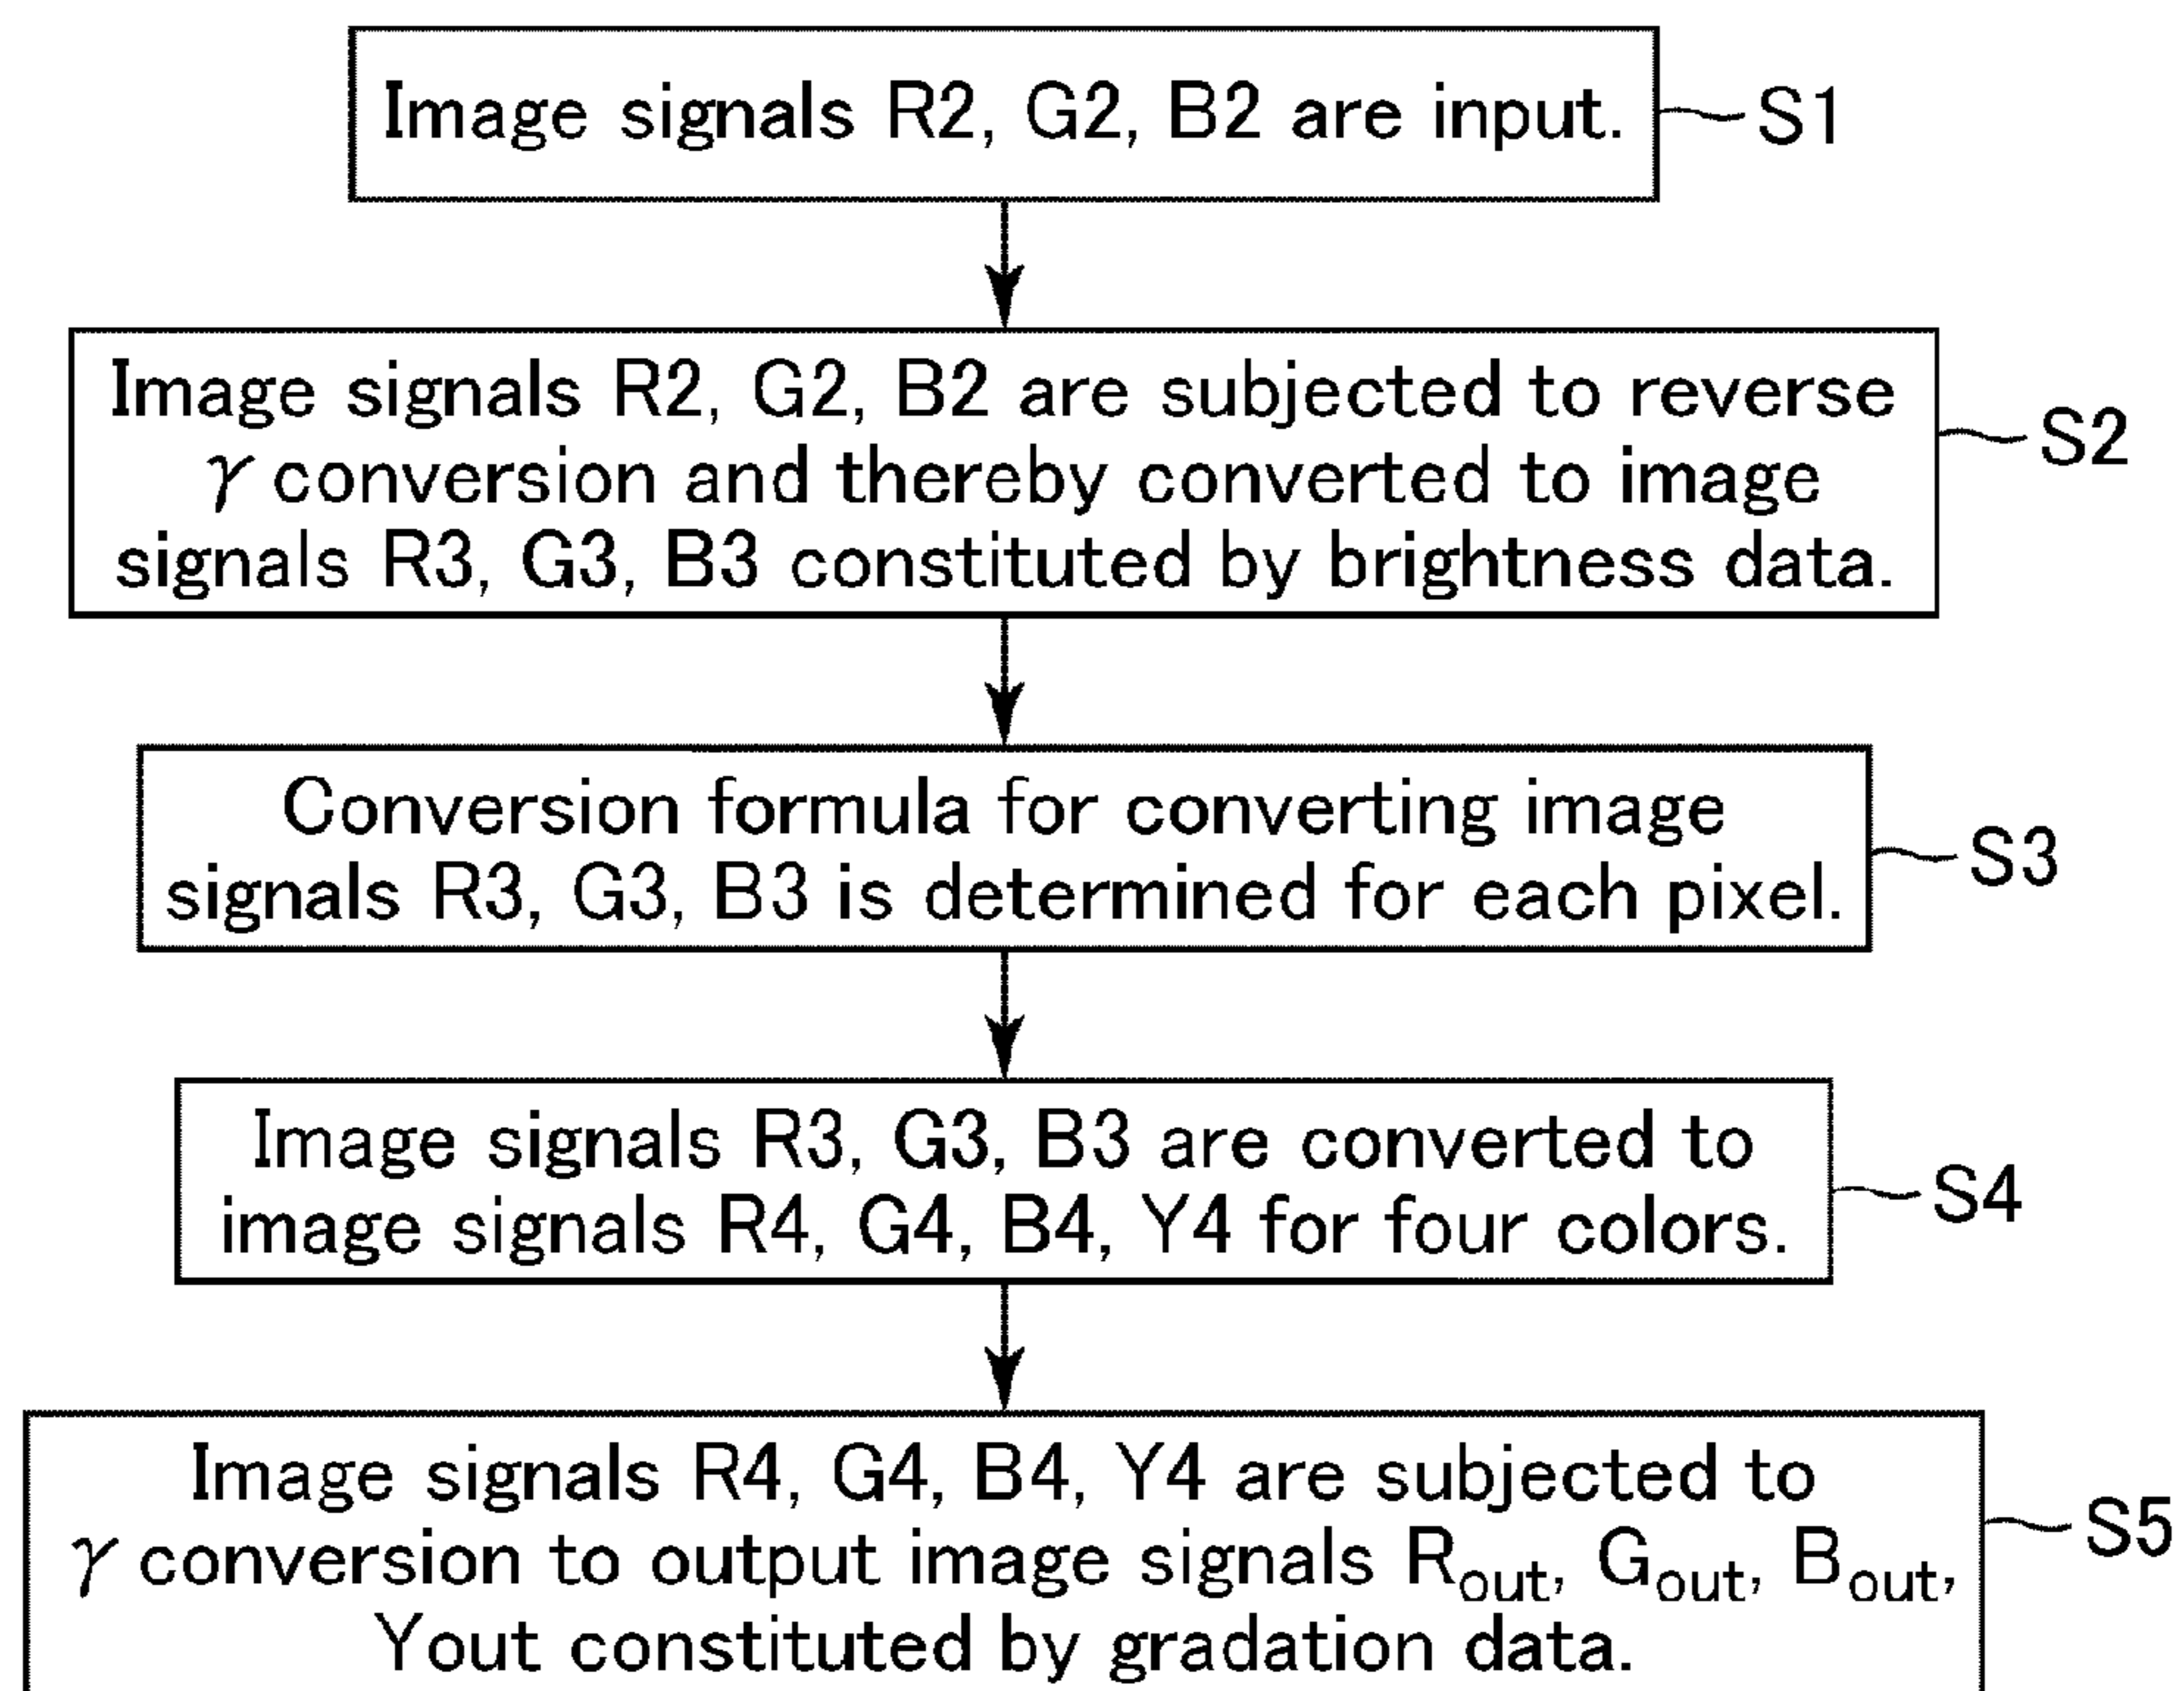 Image signals R2, G2, B2 are input.
S1
Image signals R2, G2, B2 are subjected to reverse
γ conversion and thereby converted to image
signals R3, G3, B3 constituted by brightness data.
S2
Conversion formula for converting image
signals R3, G3, B3 is determined for each pixel.
S3
Image signals R3, G3, B3 are converted to
image signals R4, G4, B4, Y4 for four colors.
S4
Image signals R4, G4, B4, Y4 are subjected to
γ conversion to output image signals Rout, Gout, Bout,
Yout constituted by gradation data.
S5